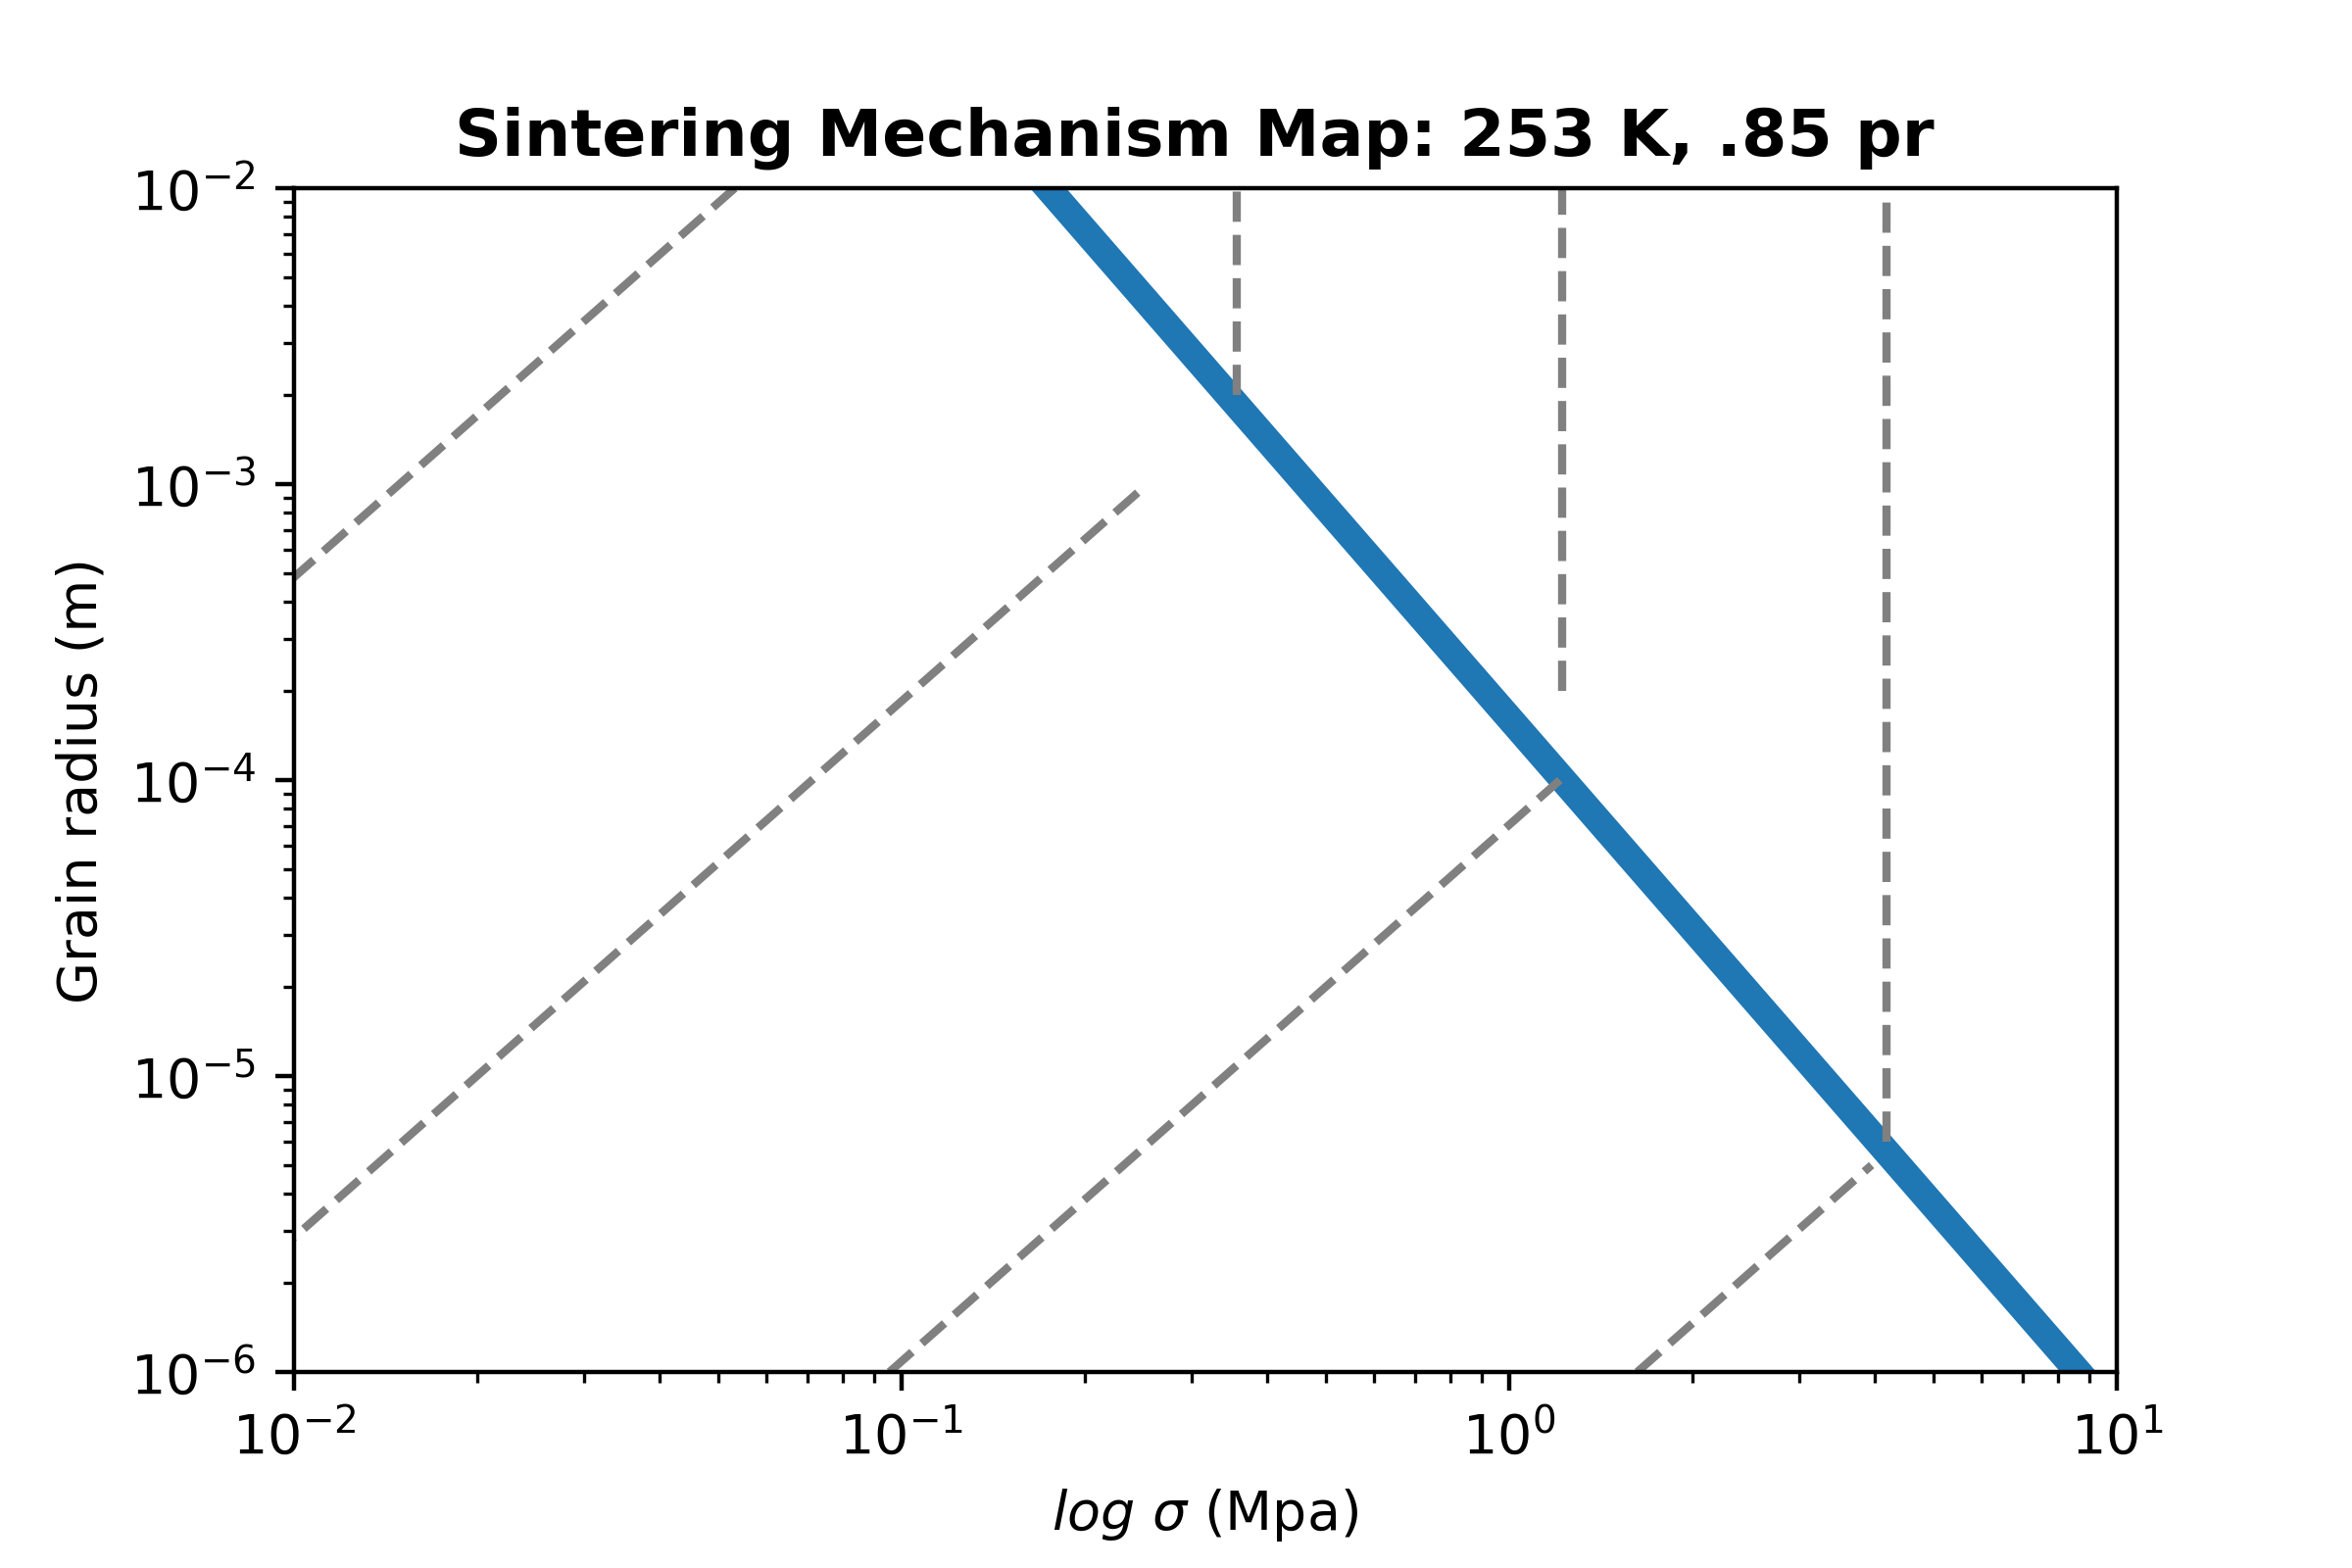 Sintering Mechanism Map: 253 K, .85 pr
10⁻²
10⁻³
10⁻⁴
10⁻⁵
10⁻⁶
Grain radius (m)
10⁻² 10⁻¹ 10⁰ 10¹
log σ (Mpa)